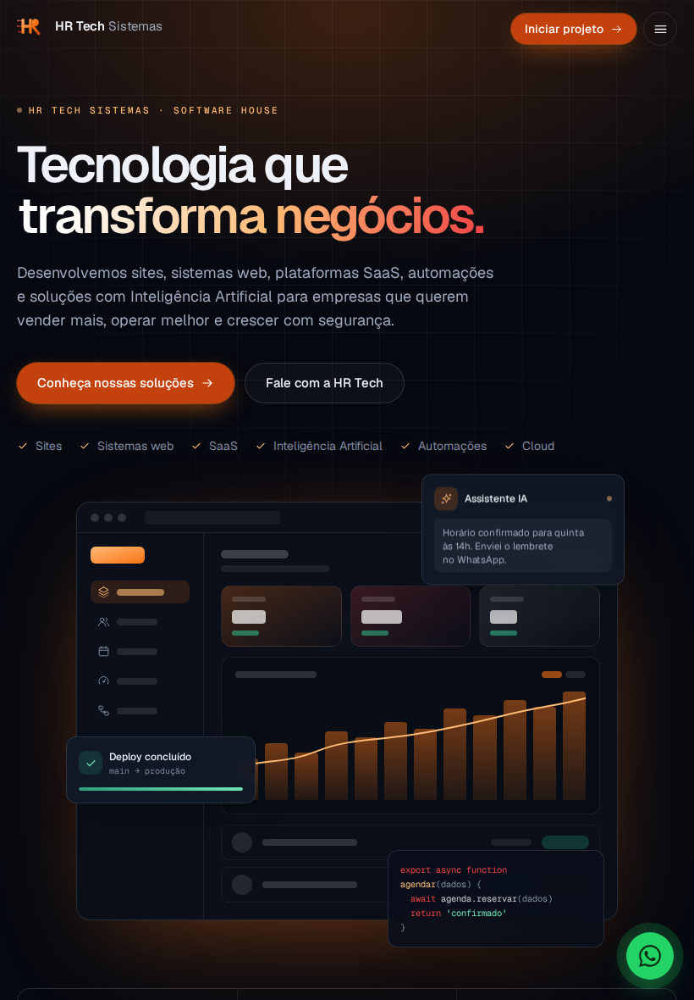 HR
HR Tech Sistemas
Iniciar projeto →
HR TECH SISTEMAS · SOFTWARE HOUSE
Tecnologia que
transforma negócios.
Desenvolvemos sites, sistemas web, plataformas SaaS, automações
e soluções com Inteligência Artificial para empresas que querem
vender mais, operar melhor e crescer com segurança.
Conheça nossas soluções →
Fale com a HR Tech
Sites
Sistemas web
SaaS
Inteligência Artificial
Automações
Cloud
Assistente IA
Horário confirmado para quinta
às 14h. Enviei o lembrete
no WhatsApp.
Deploy concluído
main → produção
export async function
agendar(dados) {
await agenda.reservar(dados)
return 'confirmado'
}